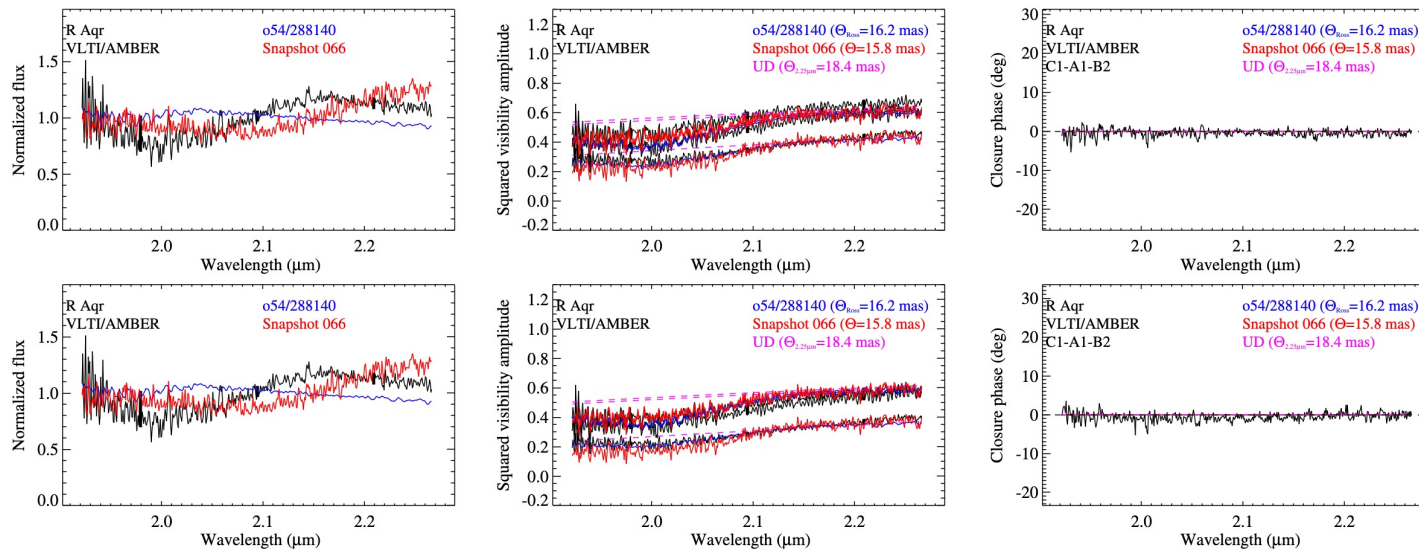 R Aqr o54/288140
VLTI/AMBER Snapshot 066
1.5
1.0
0.5
0.0
Normalized flux
2.0 2.1 2.2
Wavelength (μm)
R Aqr o54/288140 (Θ_Ross=16.2 mas)
VLTI/AMBER Snapshot 066 (Θ=15.8 mas)
UD (Θ_2.25μm=18.4 mas)
1.2
1.0
0.8
0.6
0.4
0.2
0.0
-0.2
Squared visibility amplitude
2.0 2.1 2.2
Wavelength (μm)
R Aqr o54/288140 (Θ_Ross=16.2 mas)
VLTI/AMBER Snapshot 066 (Θ=15.8 mas)
C1-A1-B2 UD (Θ_2.25μm=18.4 mas)
30
20
10
0
-10
-20
Closure phase (deg)
2.0 2.1 2.2
Wavelength (μm)
R Aqr o54/288140
VLTI/AMBER Snapshot 066
1.5
1.0
0.5
0.0
Normalized flux
2.0 2.1 2.2
Wavelength (μm)
R Aqr o54/288140 (Θ_Ross=16.2 mas)
VLTI/AMBER Snapshot 066 (Θ=15.8 mas)
UD (Θ_2.25μm=18.4 mas)
1.2
1.0
0.8
0.6
0.4
0.2
0.0
-0.2
Squared visibility amplitude
2.0 2.1 2.2
Wavelength (μm)
R Aqr o54/288140 (Θ_Ross=16.2 mas)
VLTI/AMBER Snapshot 066 (Θ=15.8 mas)
C1-A1-B2 UD (Θ_2.25μm=18.4 mas)
30
20
10
0
-10
-20
Closure phase (deg)
2.0 2.1 2.2
Wavelength (μm)